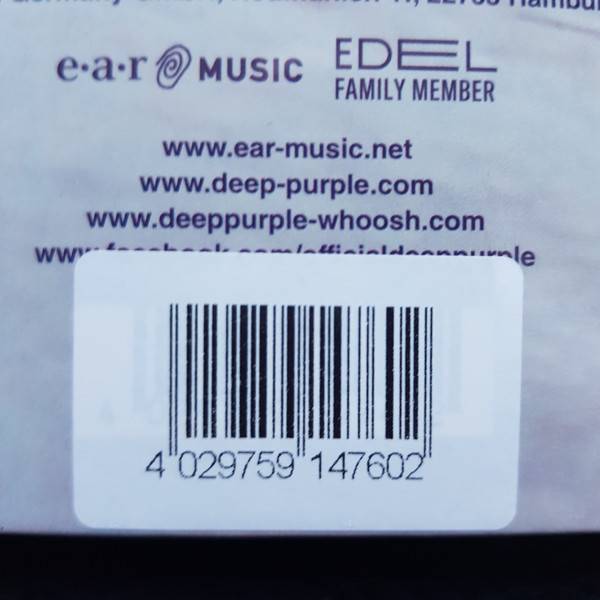 e·a·r MUSIC EDEL
FAMILY MEMBER
www.ear-music.net
www.deep-purple.com
www.deeppurple-whoosh.com
4 029759 147602